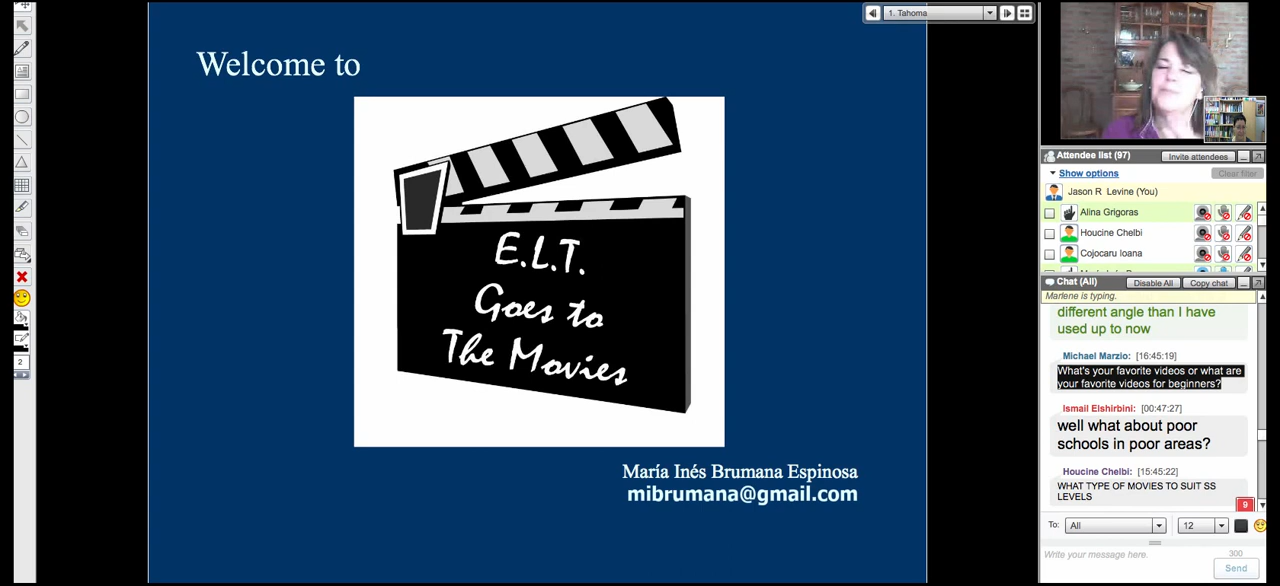 1. Tahoma
Welcome to
E.L.T.
Goes to
The Movies
María Inés Brumana Espinosa
mibrumana@gmail.com
2
Attendee list (97)
Invite attendees
Show options
Clear filter
Jason R Levine (You)
Alina Grigoras
Houcine Chelbi
Cojocaru Ioana
Chat (All)
Disable All
Copy chat
Marlene is typing.
different angle than I have
used up to now
Michael Marzio: [16:45:19]
What's your favorite videos or what are
your favorite videos for beginners?
Ismail Elshirbini: [00:47:27]
well what about poor
schools in poor areas?
Houcine Chelbi: [15:45:22]
WHAT TYPE OF MOVIES TO SUIT SS
LEVELS
9
To:
All
12
Write your message here.
300
Send